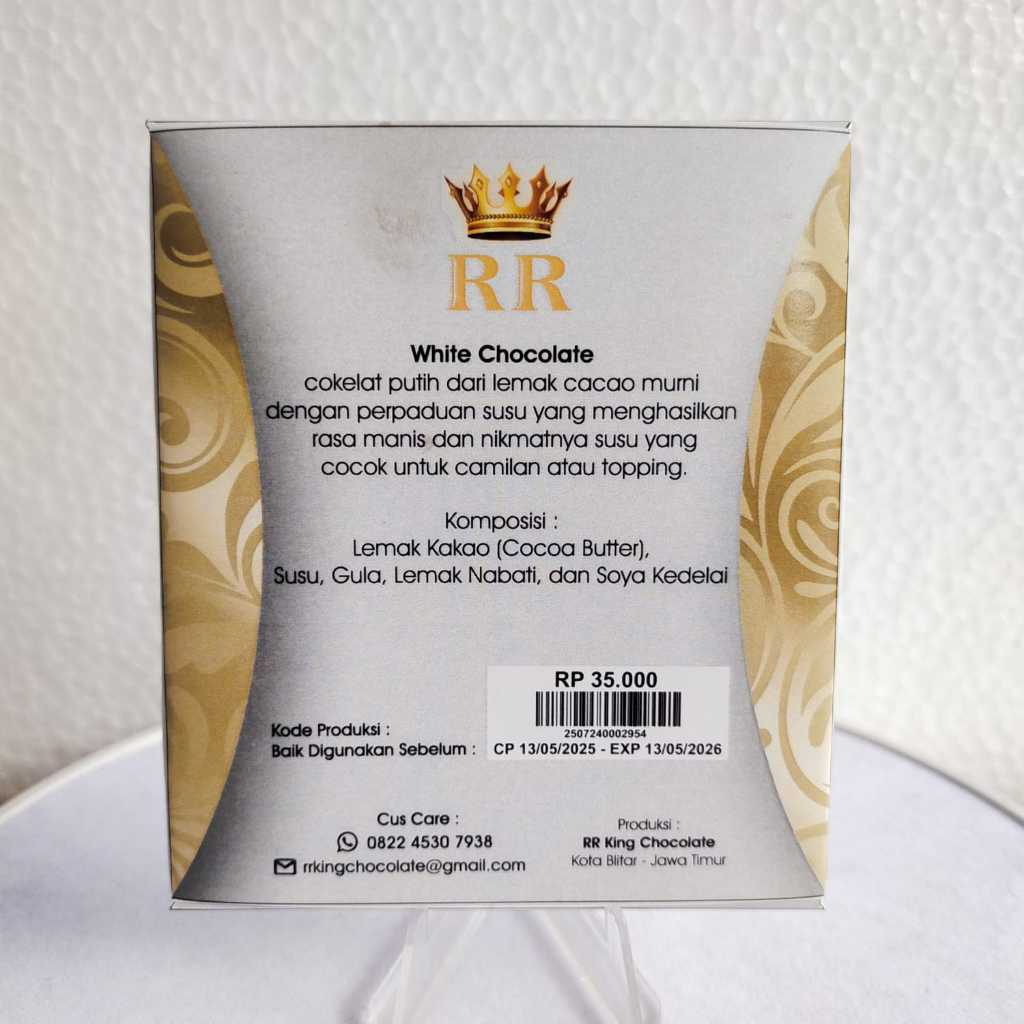 RR
White Chocolate
cokelat putih dari lemak cacao murni
dengan perpaduan susu yang menghasilkan
rasa manis dan nikmatnya susu yang
cocok untuk camilan atau topping.
Komposisi :
Lemak Kakao (Cocoa Butter),
Susu, Gula, Lemak Nabati, dan Soya Kedelai
RP 35.000
2507240002954
Kode Produksi :
Baik Digunakan Sebelum : CP 13/05/2025 - EXP 13/05/2026
Cus Care :
0822 4530 7938
rrkingchocolate@gmail.com
Produksi :
RR King Chocolate
Kota Blitar - Jawa Timur